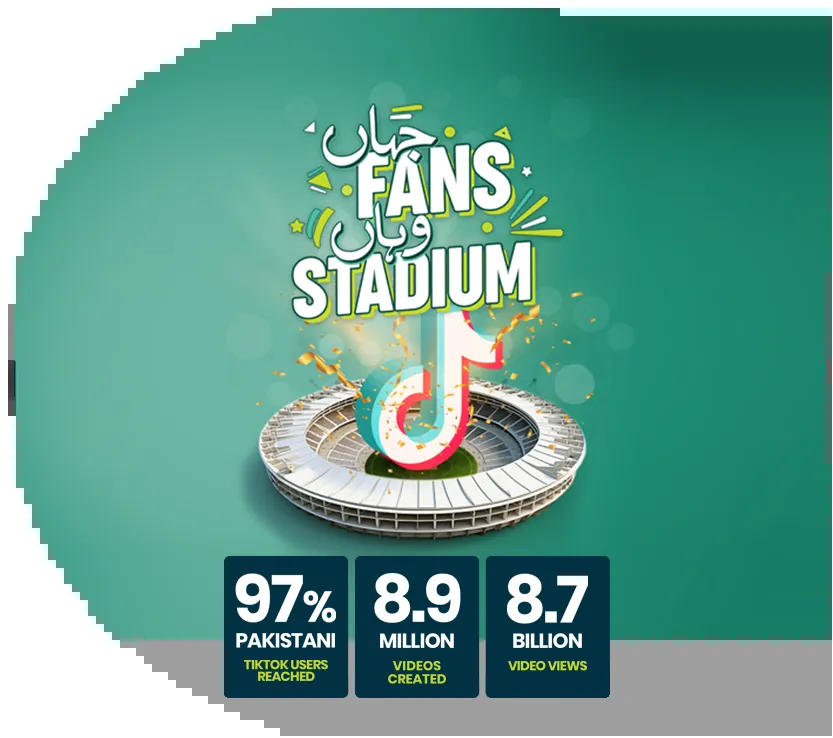 جہاں
FANS
وہاں
STADIUM
97%
PAKISTANI
TIKTOK USERS
REACHED
8.9
MILLION
VIDEOS
CREATED
8.7
BILLION
VIDEO VIEWS